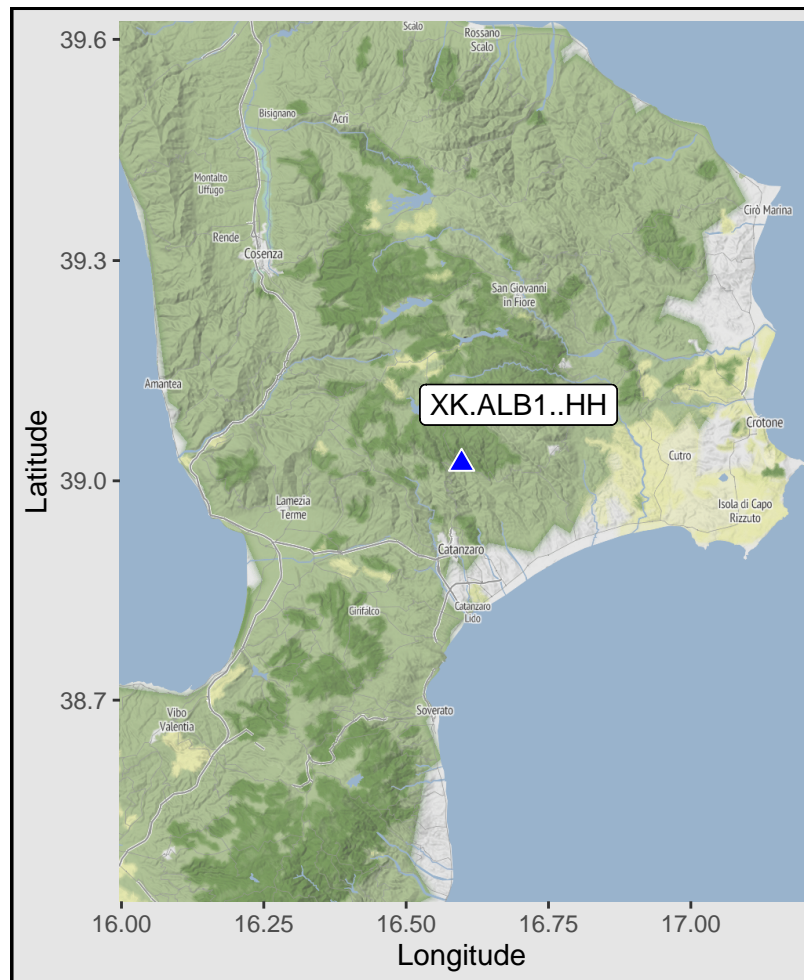 39.6
Scalo
Rossano
Scalo
Bisignano
Acri
Montalto
Uffugo
Cirò Marina
Rende
Cosenza
39.3
San Giovanni
in Fiore
Amantea
XK.ALB1..HH
Crotone
Cutro
39.0
Latitude
Lamezia
Terme
Isola di Capo
Rizzuto
Catanzaro
Girifalco
Catanzaro
Lido
38.7
Vibo
Valentia
Soverato
16.00
16.25
16.50
16.75
17.00
Longitude